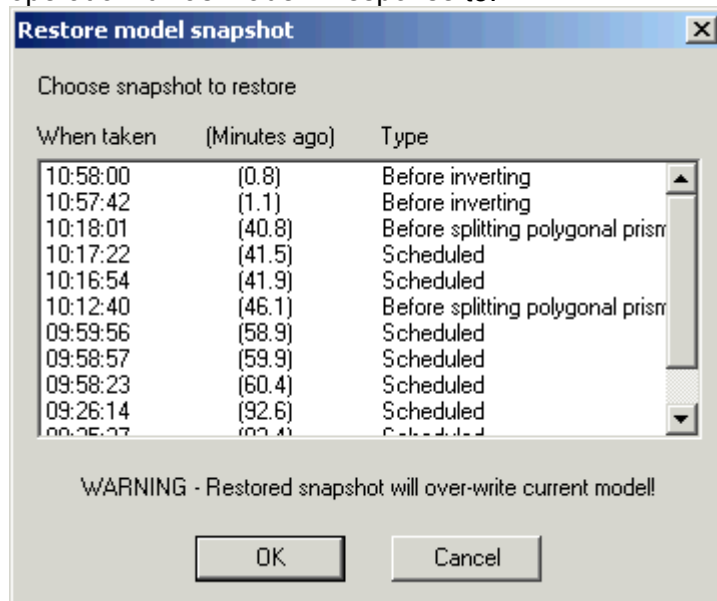 Restore model snapshot
Choose snapshot to restore
When taken (Minutes ago) Type
10:58:00 (0.8) Before inverting
10:57:42 (1.1) Before inverting
10:18:01 (40.8) Before splitting polygonal prism
10:17:22 (41.5) Scheduled
10:16:54 (41.9) Scheduled
10:12:40 (46.1) Before splitting polygonal prism
09:59:56 (58.9) Scheduled
09:58:57 (59.9) Scheduled
09:58:23 (60.4) Scheduled
09:26:14 (92.6) Scheduled
WARNING - Restored snapshot will over-write current model!
OK Cancel